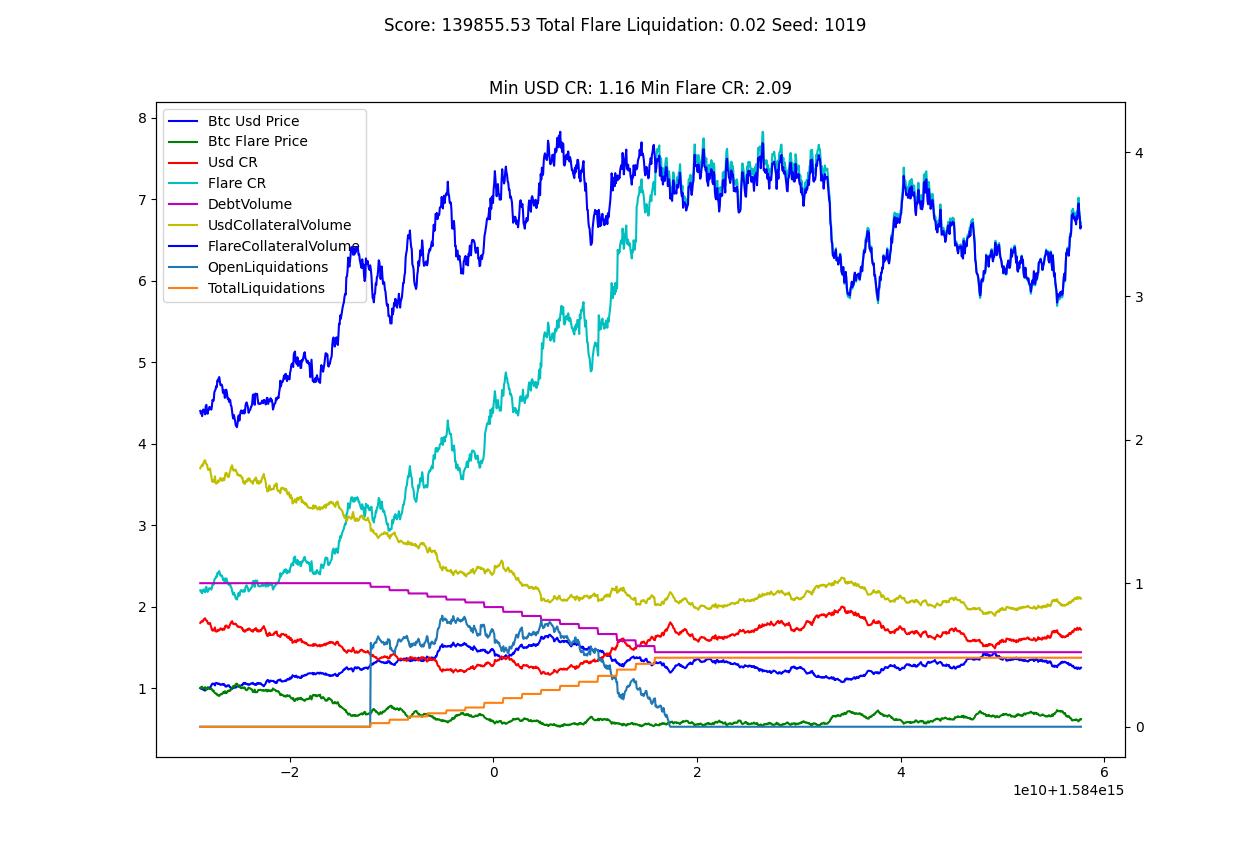 Score: 139855.53 Total Flare Liquidation: 0.02 Seed: 1019
Min USD CR: 1.16 Min Flare CR: 2.09
Btc Usd Price
Btc Flare Price
Usd CR
Flare CR
DebtVolume
UsdCollateralVolume
FlareCollateralVolume
OpenLiquidations
TotalLiquidations
8
7
6
5
4
3
2
1
4
3
2
1
0
−2
0
2
4
6
1e10+1.584e15